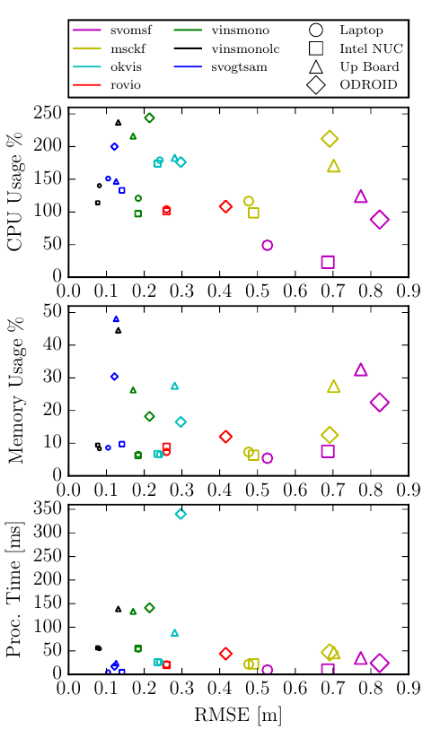 svomsf vinsmono Laptop
msckf vinsmonolc Intel NUC
okvis svogtsam Up Board
rovio ODROID
250
200
150
100
50
0
CPU Usage %
0.0 0.1 0.2 0.3 0.4 0.5 0.6 0.7 0.8 0.9
50
40
30
20
10
0
Memory Usage %
0.0 0.1 0.2 0.3 0.4 0.5 0.6 0.7 0.8 0.9
350
300
250
200
150
100
50
0
Proc. Time [ms]
0.0 0.1 0.2 0.3 0.4 0.5 0.6 0.7 0.8 0.9
RMSE [m]